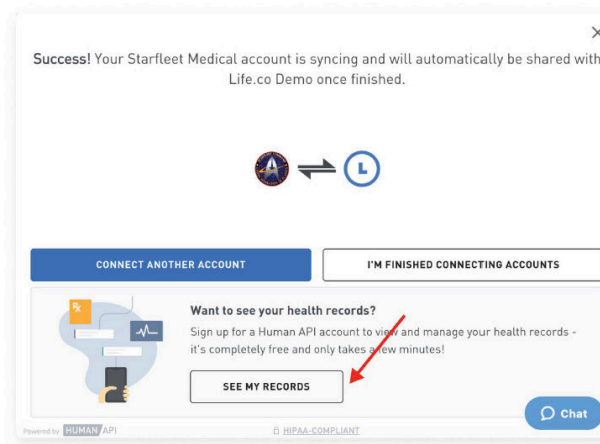 Success! Your Starfleet Medical account is syncing and will automatically be shared with
Life.co Demo once finished.
L
CONNECT ANOTHER ACCOUNT
I'M FINISHED CONNECTING ACCOUNTS
Rx
Want to see your health records?
Sign up for a Human API account to view and manage your health records -
it's completely free and only takes a few minutes!
SEE MY RECORDS
Chat
Powered by HUMAN API
HIPAA-COMPLIANT